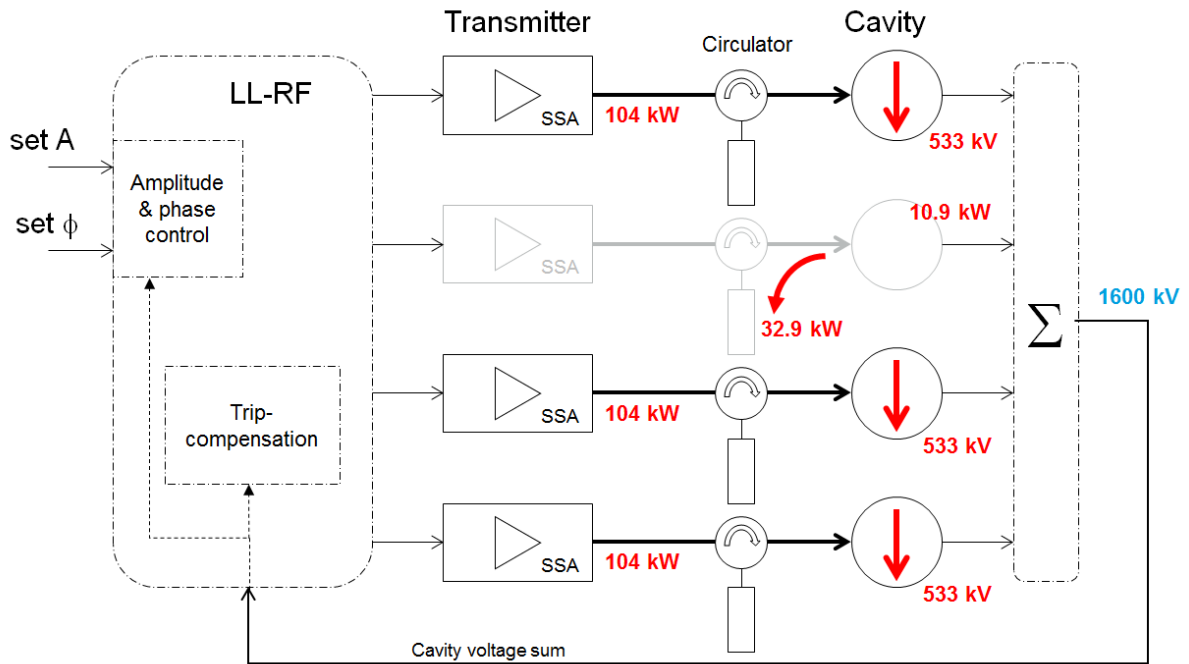 Transmitter
Circulator
Cavity
LL-RF
SSA
104 kW
533 kV
set A
Amplitude
& phase
control
set ϕ
SSA
10.9 kW
32.9 kW
1600 kV
Σ
Trip-
compensation
SSA
104 kW
533 kV
SSA
104 kW
533 kV
Cavity voltage sum